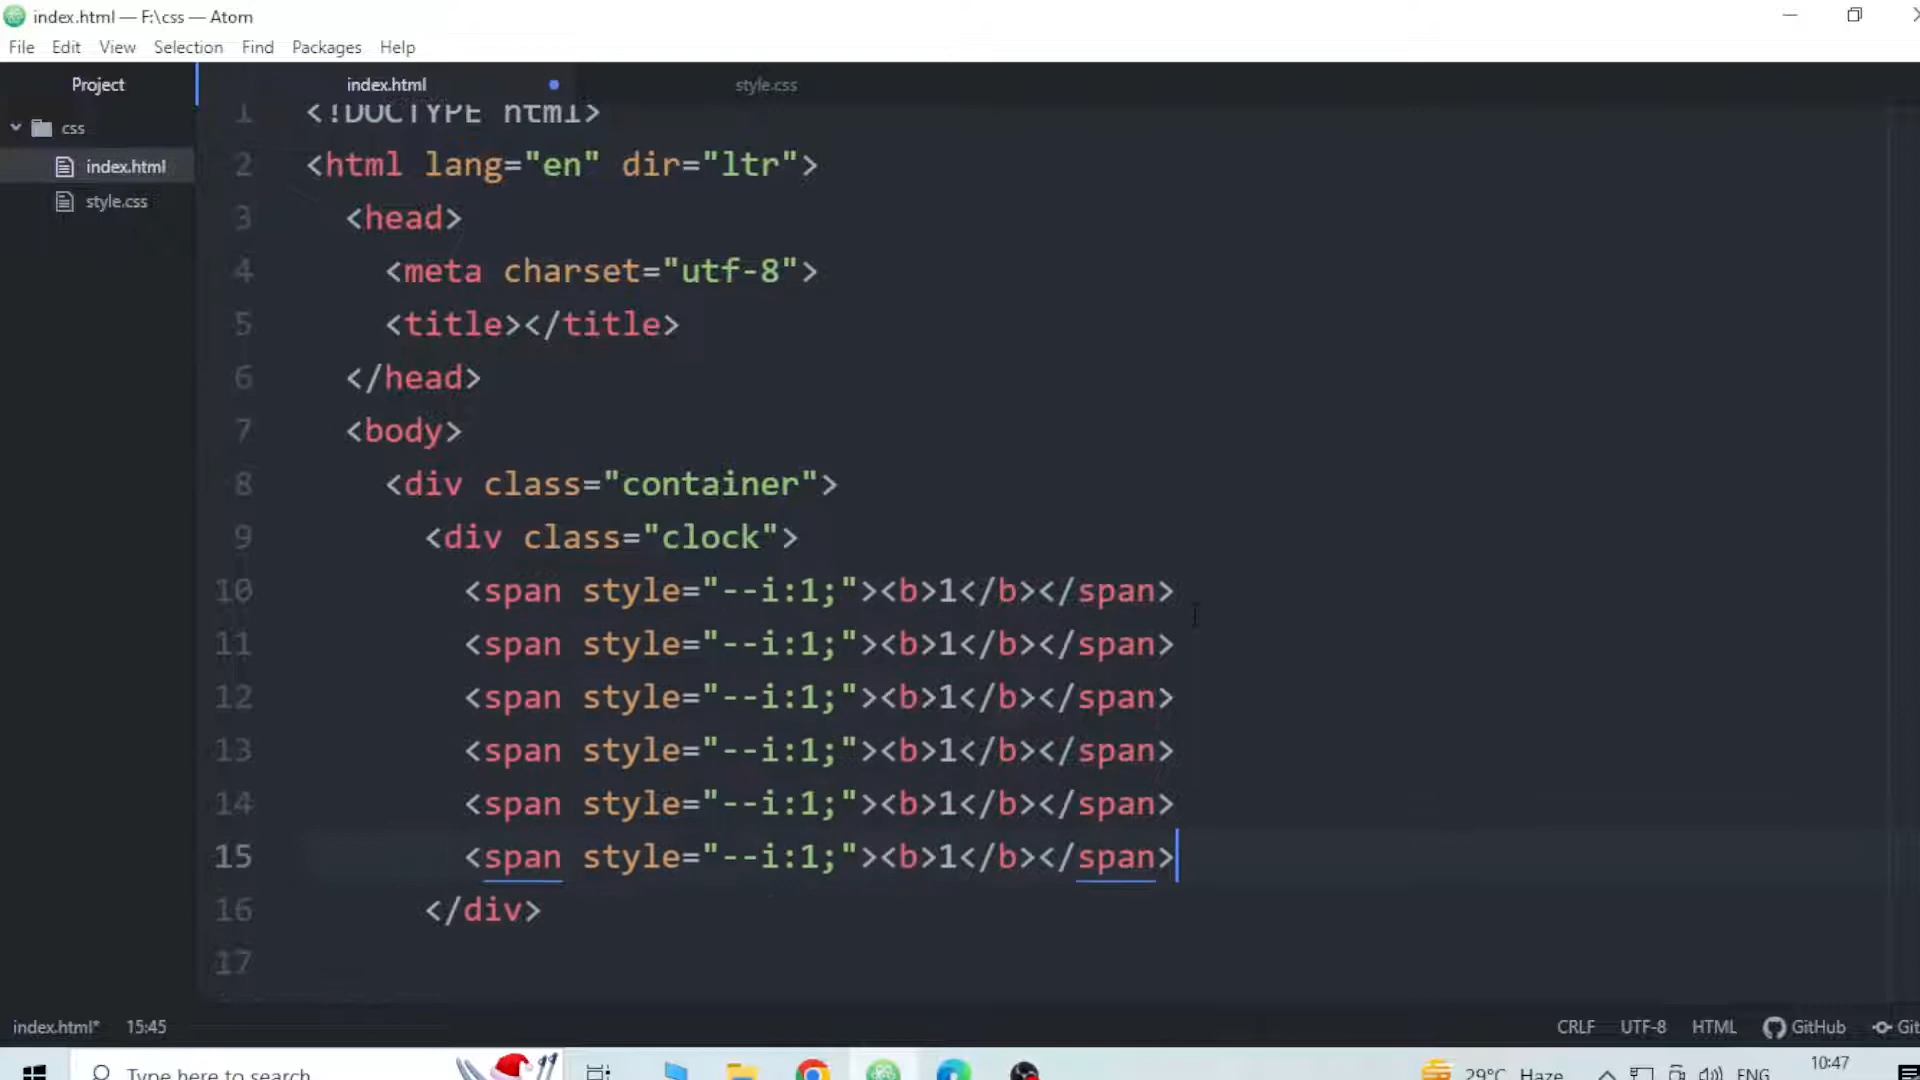 index.html — F:\css — Atom
File Edit View Selection Find Packages Help
Project
index.html
style.css
css
index.html
style.css
1 <!DOCTYPE html>
2 <html lang="en" dir="ltr">
3 <head>
4 <meta charset="utf-8">
5 <title></title>
6 </head>
7 <body>
8 <div class="container">
9 <div class="clock">
10 <span style="--i:1;"><b>1</b></span>
11 <span style="--i:1;"><b>1</b></span>
12 <span style="--i:1;"><b>1</b></span>
13 <span style="--i:1;"><b>1</b></span>
14 <span style="--i:1;"><b>1</b></span>
15 <span style="--i:1;"><b>1</b></span>
16 </div>
17
index.html* 15:45 CRLF UTF-8 HTML GitHub Git
Type here to search 29°C Haze ENG 10:47